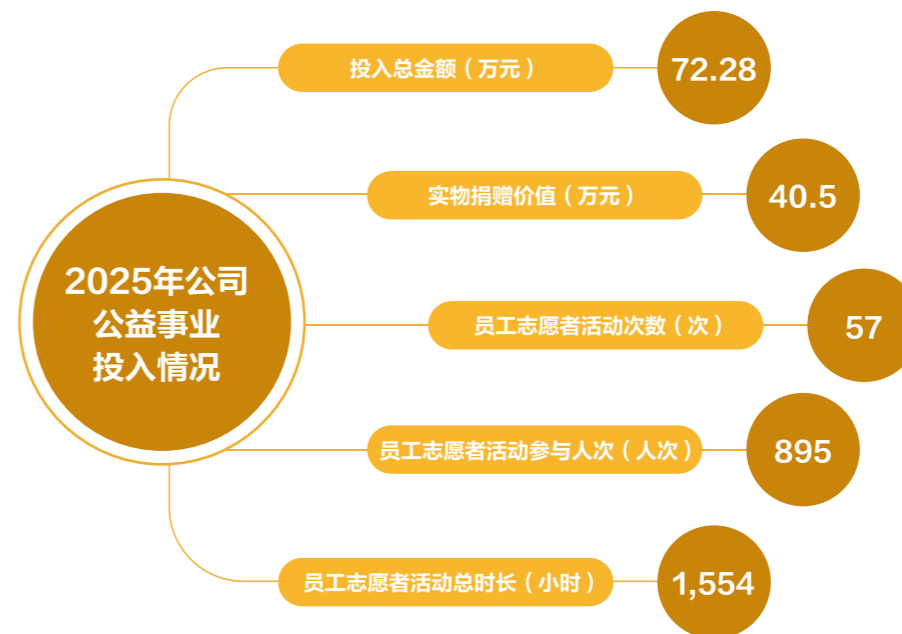 2025年公司
公益事业
投入情况
投入总金额（万元）
72.28
实物捐赠价值（万元）
40.5
员工志愿者活动次数（次）
57
员工志愿者活动参与人次（人次）
895
员工志愿者活动总时长（小时）
1,554